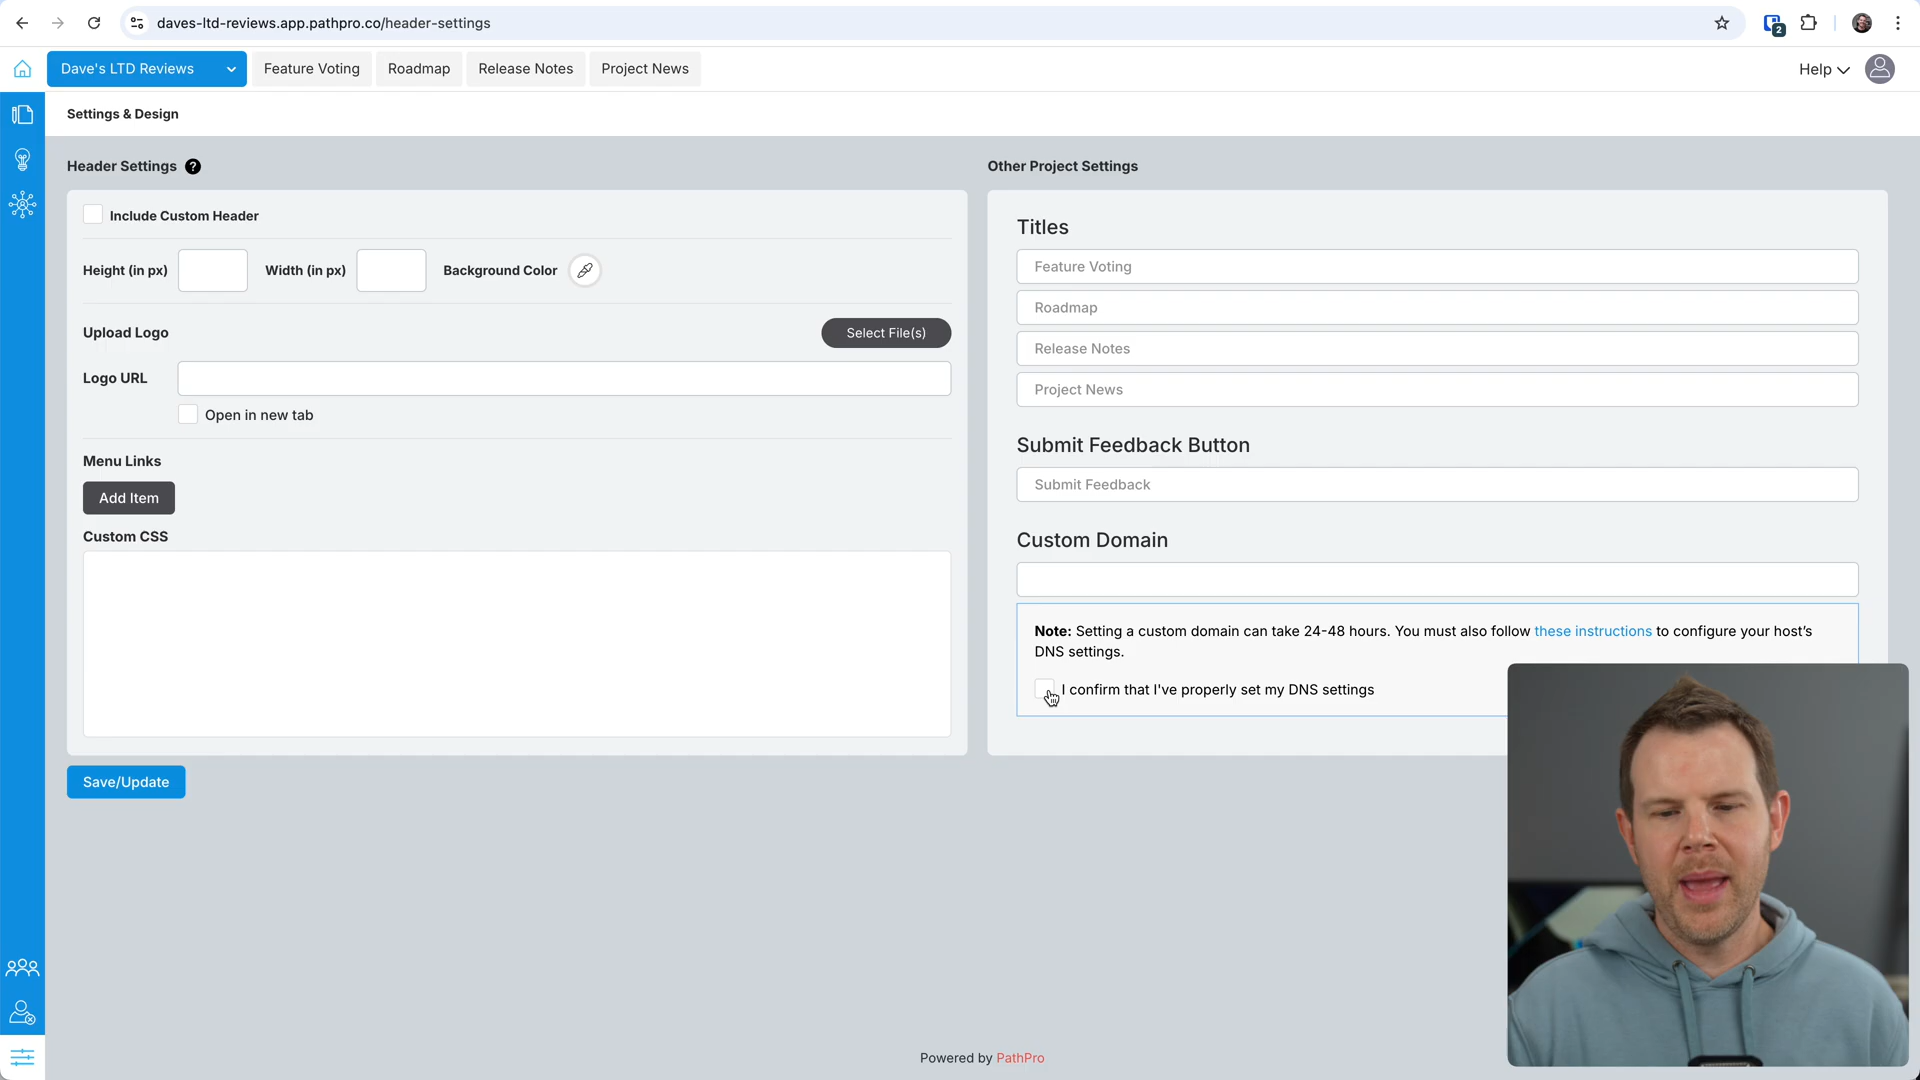 daves-ltd-reviews.app.pathpro.co/header-settings
2
Dave's LTD Reviews
Feature Voting
Roadmap
Release Notes
Project News
Help
Settings & Design
Header Settings ?
Include Custom Header
Height (in px)
Width (in px)
Background Color
Upload Logo
Select File(s)
Logo URL
Open in new tab
Menu Links
Add Item
Custom CSS
Save/Update
Other Project Settings
Titles
Feature Voting
Roadmap
Release Notes
Project News
Submit Feedback Button
Submit Feedback
Custom Domain
Note: Setting a custom domain can take 24-48 hours. You must also follow these instructions to configure your host's
DNS settings.
I confirm that I've properly set my DNS settings
Powered by PathPro